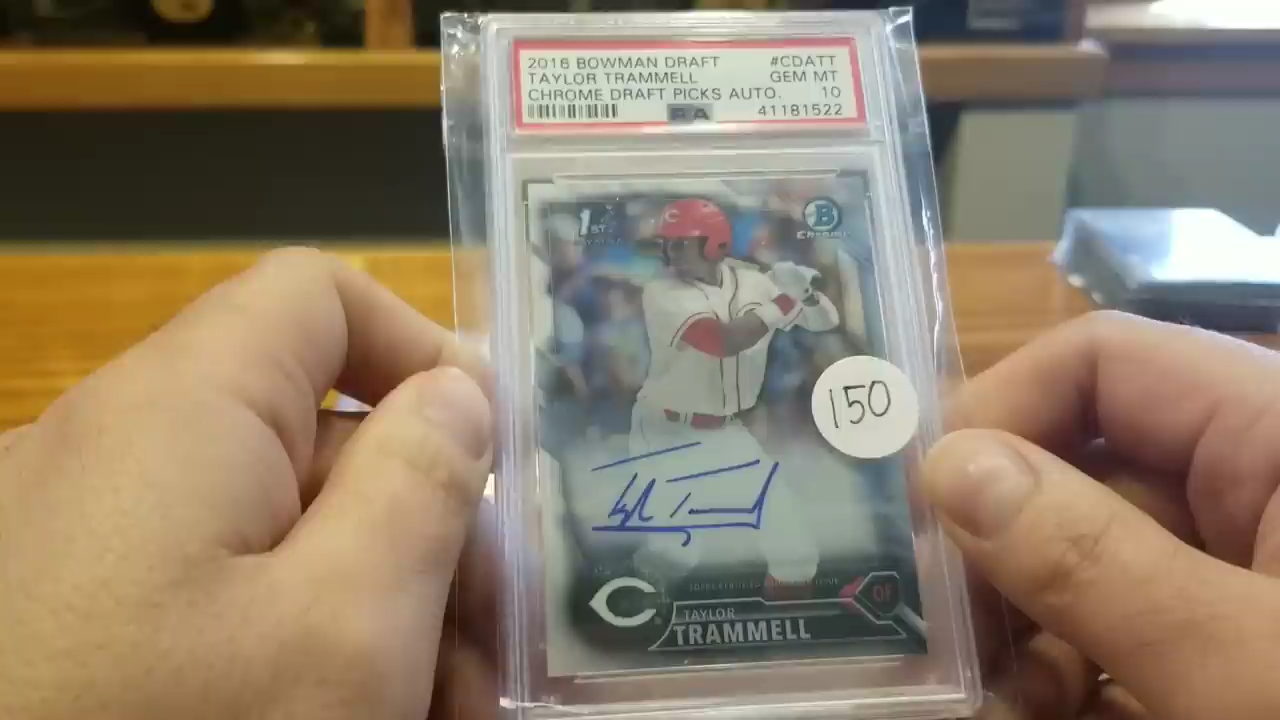 2016 BOWMAN DRAFT #CDATT
TAYLOR TRAMMELL GEM MT
CHROME DRAFT PICKS AUTO. 10
PSA 41181522
1ST
B
CHROME
C
150
C
TAYLOR
TRAMMELL
OF